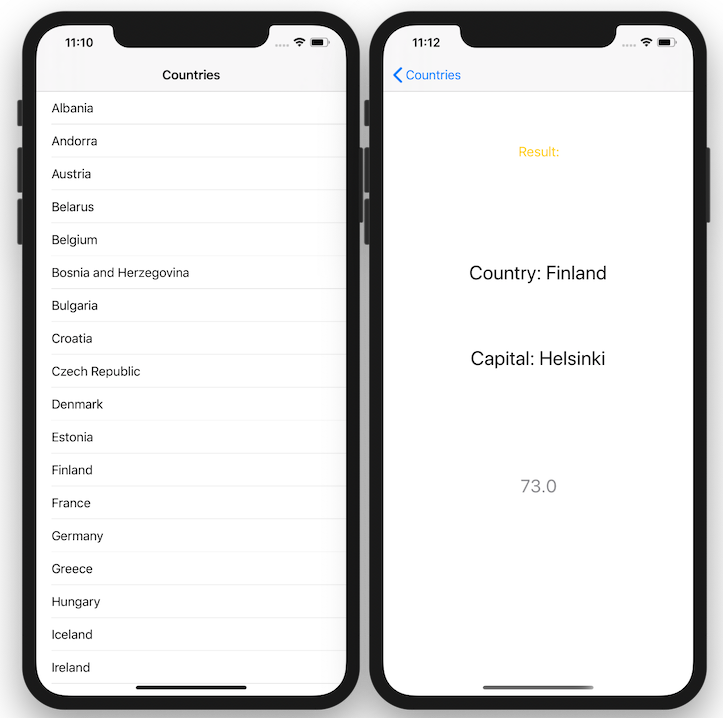 11:10
Countries
Albania
Andorra
Austria
Belarus
Belgium
Bosnia and Herzegovina
Bulgaria
Croatia
Czech Republic
Denmark
Estonia
Finland
France
Germany
Greece
Hungary
Iceland
Ireland
11:12
Countries
Result:
Country: Finland
Capital: Helsinki
73.0